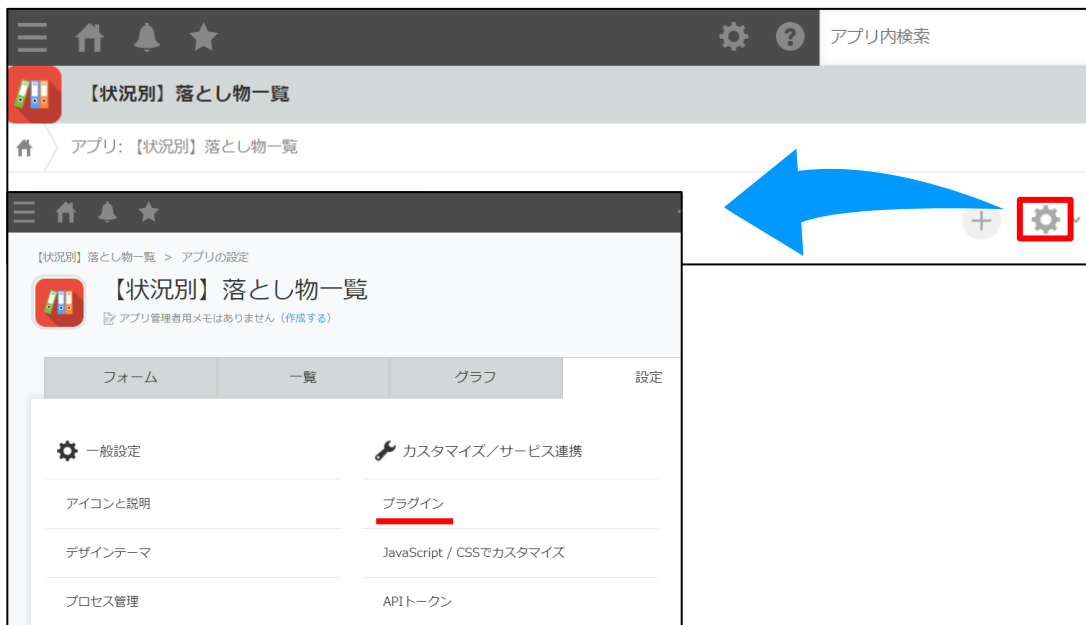 アプリ内検索
【状況別】落とし物一覧
アプリ: 【状況別】落とし物一覧
【状況別】落とし物一覧 > アプリの設定
【状況別】落とし物一覧
アプリ管理者用メモはありません（作成する）
フォーム 一覧 グラフ 設定
一般設定 カスタマイズ／サービス連携
アイコンと説明 プラグイン
デザインテーマ JavaScript / CSSでカスタマイズ
プロセス管理 APIトークン